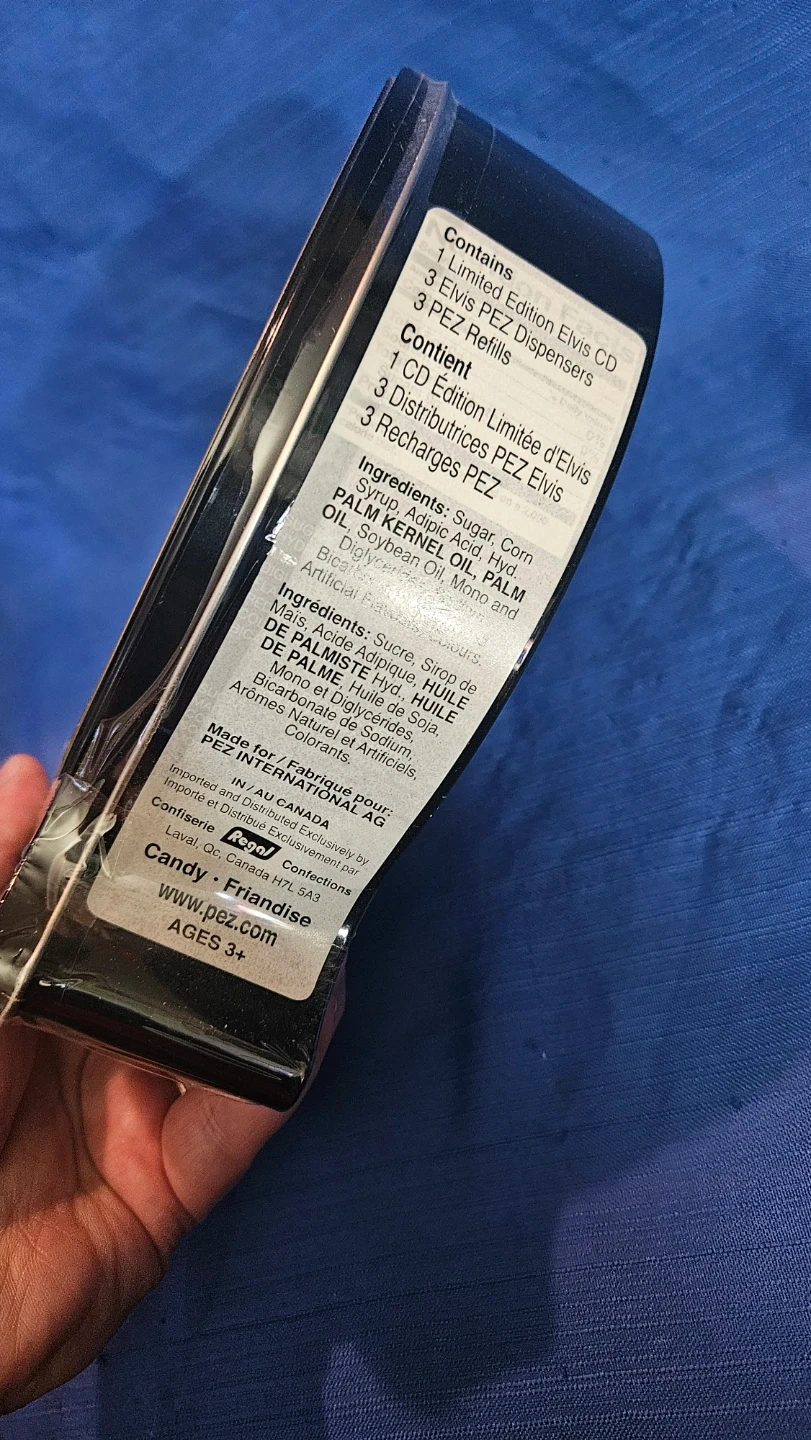 Contains
1 Limited Edition Elvis CD
3 Elvis PEZ Dispensers
3 PEZ Refills
Contient
1 CD Édition Limitée d'Elvis
3 Distributrices PEZ Elvis
3 Recharges PEZ
Ingredients: Sugar, Corn
Syrup, Adipic Acid, Hyd.
PALM KERNEL OIL, PALM
OIL, Soybean Oil, Mono and
Artificial
Ingrédients: Sucre, Sirop de
Maïs, Acide Adipique, HUILE
DE PALMISTE Hyd., HUILE
DE PALME, Huile de Soja,
Mono et Diglycérides,
Bicarbonate de Sodium,
Arômes Naturel et Artificiels,
Colorants.
Made for / Fabriqué pour:
PEZ INTERNATIONAL AG
IN / AU CANADA
Imported and Distributed Exclusively by
Importé et Distribué Exclusivement par
Confiserie Regal Confections
Laval, Qc, Canada H7L 5A3
Candy • Friandise
www.pez.com
AGES 3+